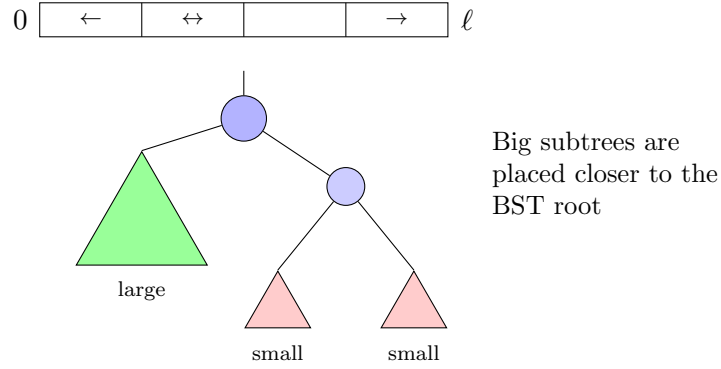 0 ← ↔ → ℓ
Big subtrees are
placed closer to the
BST root
large
small small